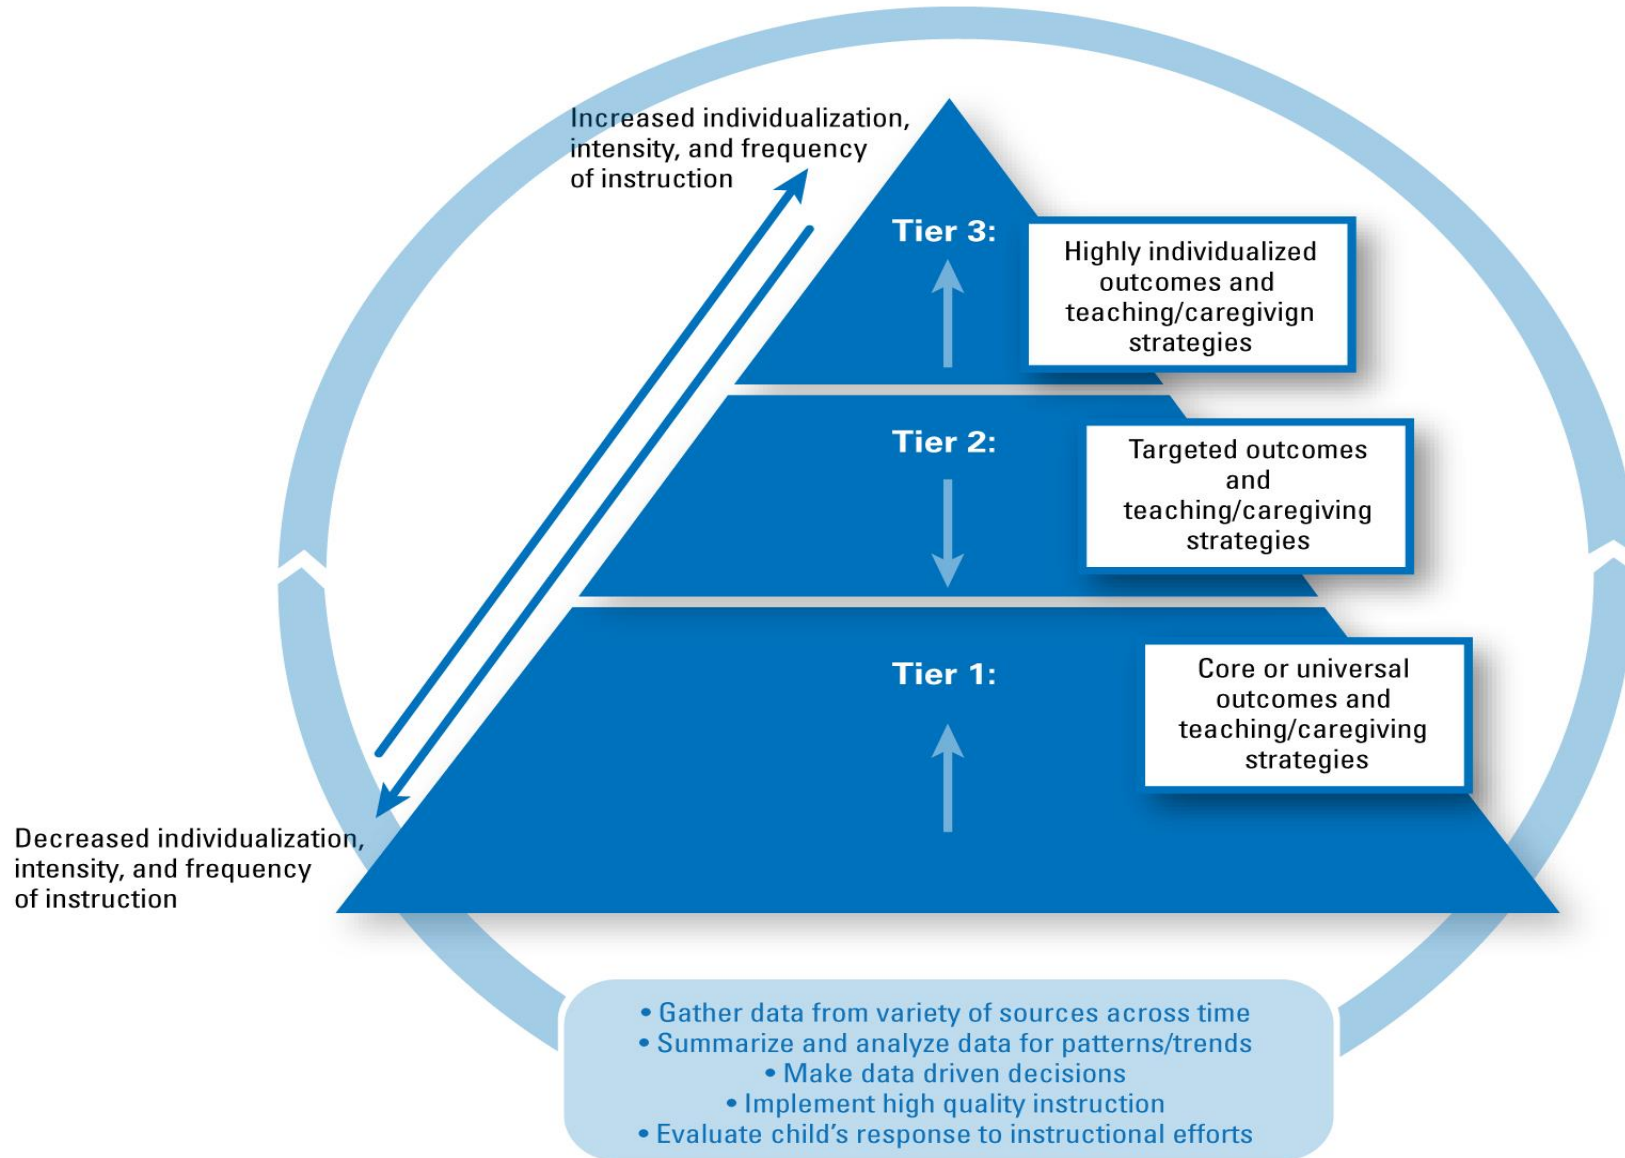 Increased individualization,
intensity, and frequency
of instruction
Tier 3:
Highly individualized
outcomes and
teaching/caregivign
strategies
Tier 2:
Targeted outcomes
and
teaching/caregiving
strategies
Tier 1:
Core or universal
outcomes and
teaching/caregiving
strategies
Decreased individualization,
intensity, and frequency
of instruction
• Gather data from variety of sources across time
• Summarize and analyze data for patterns/trends
• Make data driven decisions
• Implement high quality instruction
• Evaluate child's response to instructional efforts